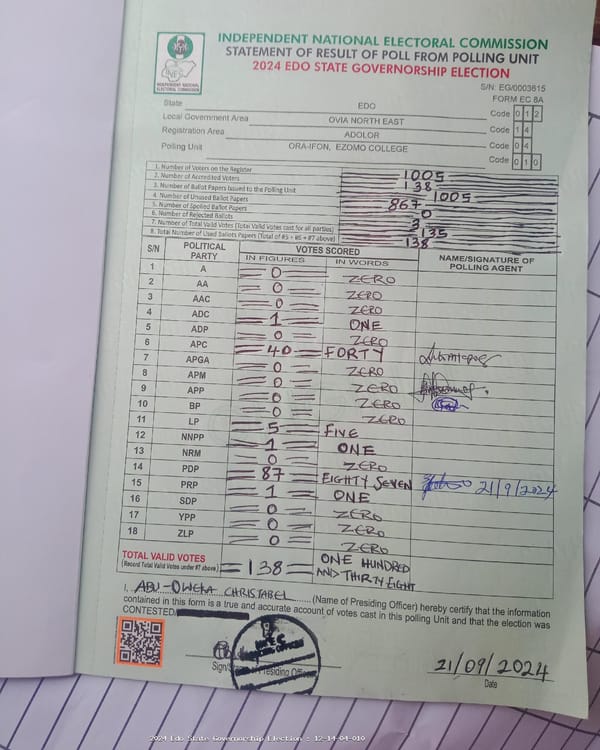 INDEPENDENT NATIONAL ELECTORAL COMMISSION
STATEMENT OF RESULT OF POLL FROM POLLING UNIT
2024 EDO STATE GOVERNORSHIP ELECTION
INEC
INDEPENDENT NATIONAL ELECTORAL COMMISSION
S/N: EG/0003615
FORM EC 8A
State EDO Code 0 1 2
Local Government Area OVIA NORTH EAST Code 1 4
Registration Area ADOLOR Code 0 4
Polling Unit ORA-IFON, EZOMO COLLEGE Code 0 1 0
1. Number of Voters on the Register 1005
2. Number of Accredited Voters 138
3. Number of Ballot Papers Issued to the Polling Unit 1005
4. Number of Unused Ballot Papers 867
5. Number of Spoiled Ballot Papers 0
6. Number of Rejected Ballots 3
7. Number of Total Valid Votes (Total Valid Votes cast for all parties) 135
8. Total Number of Used Ballots Papers (Total of #5 + #6 + #7 above) 138
S/N POLITICAL PARTY VOTES SCORED NAME/SIGNATURE OF POLLING AGENT
IN FIGURES IN WORDS
1 A 0 ZERO
2 AA 0 ZERO
3 AAC 0 ZERO
4 ADC 1 ONE
5 ADP 0 ZERO
6 APC 40 FORTY
7 APGA 0 ZERO
8 APM 0 ZERO
9 APP 0 ZERO
10 BP 0 ZERO
11 LP 5 FIVE
12 NNPP 1 ONE
13 NRM 0 ZERO
14 PDP 87 EIGHTY SEVEN 21/9/2024
15 PRP 1 ONE
16 SDP 0 ZERO
17 YPP 0 ZERO
18 ZLP 0 ZERO
TOTAL VALID VOTES =138= ONE HUNDRED
(Record Total Valid Votes under #7 above) AND THIRTY EIGHT
I, ABU-OWEKA CHRISTABEL (Name of Presiding Officer) hereby certify that the information
contained in this form is a true and accurate account of votes cast in this polling Unit and that the election was
CONTESTED/
Presiding Officer
21/09/2024
Date
2024 Edo State Governorship Election : 12-14-04-010